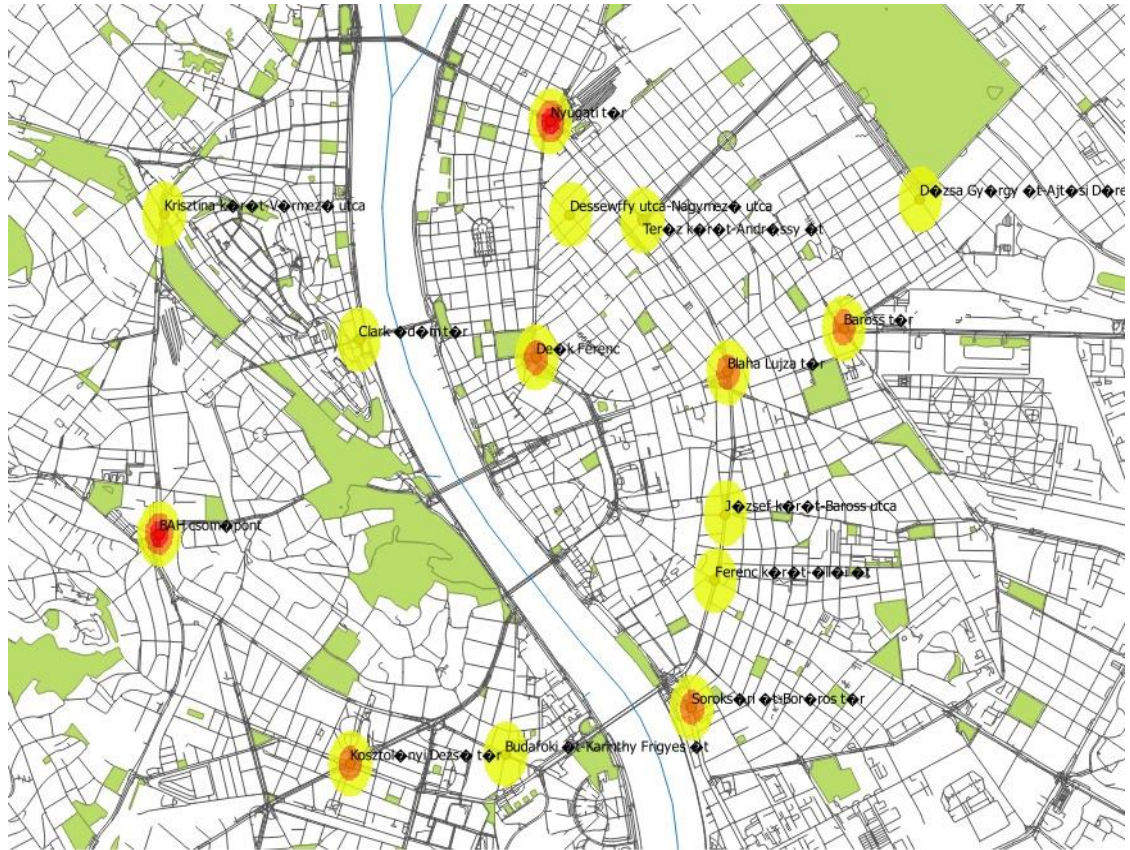 Nyugati t�r
D�zsa Gy�rgy �t-Ajt�si D�re
Krisztina k�r�t-V�rmez� utca
Dessewffy utca-Nagymez� utca
Ter�z k�r�t-Andr�ssy �t
Baross t�r
Clark �d�m t�r
De�k Ferenc
Blaha Lujza t�r
J�zsef k�r�t-Baross utca
BAH csom�pont
Ferenc k�r�t-�ll�i �t
Soroks�ri �t-Bor�ros t�r
Budafoki �t-Karinthy Frigyes �t
Kosztol�nyi Dezs� t�r